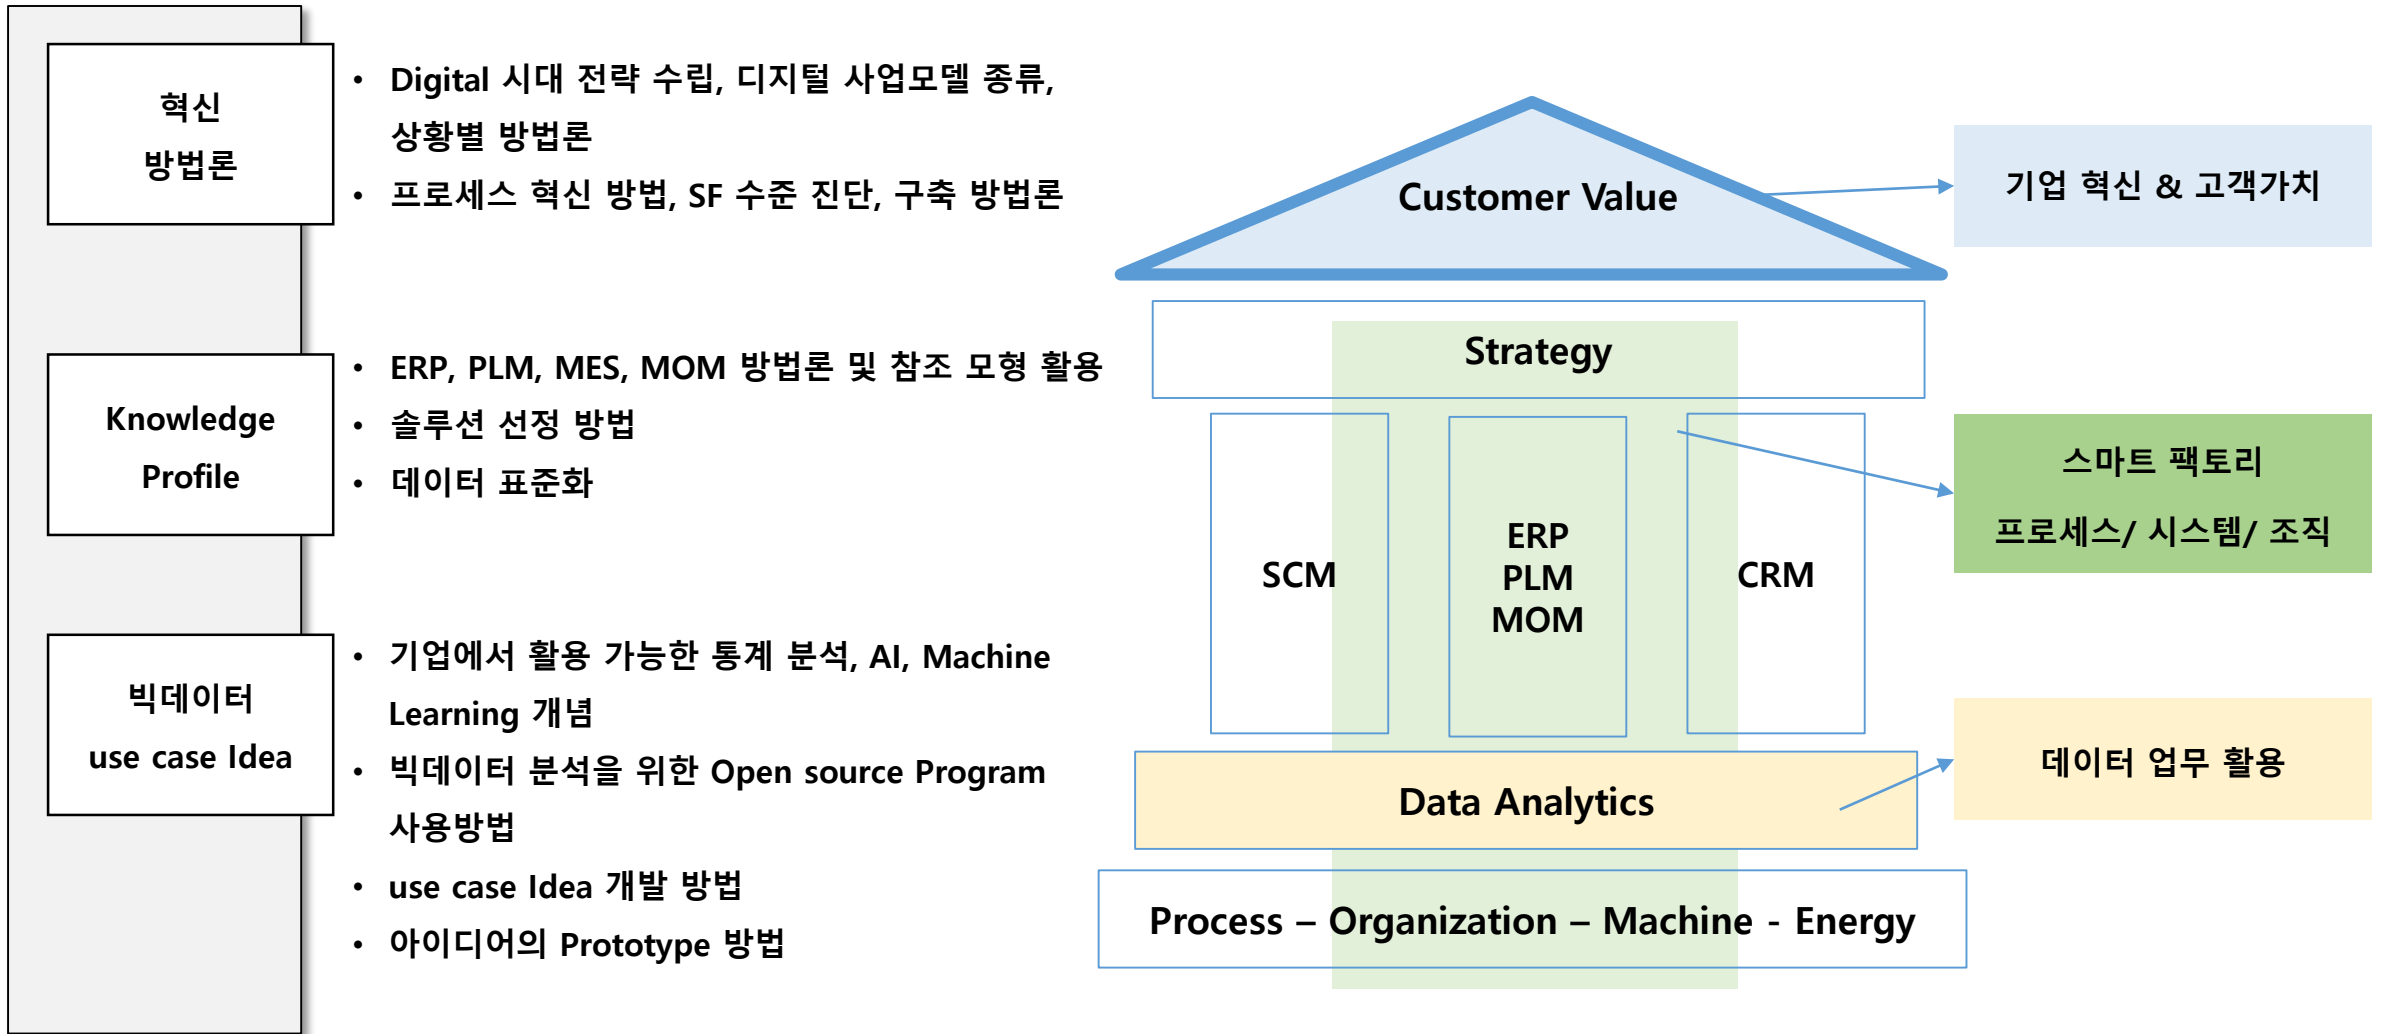 혁신
방법론
• Digital 시대 전략 수립, 디지털 사업모델 종류,
상황별 방법론
• 프로세스 혁신 방법, SF 수준 진단, 구축 방법론
Knowledge
Profile
• ERP, PLM, MES, MOM 방법론 및 참조 모형 활용
• 솔루션 선정 방법
• 데이터 표준화
빅데이터
use case Idea
• 기업에서 활용 가능한 통계 분석, AI, Machine
Learning 개념
• 빅데이터 분석을 위한 Open source Program
사용방법
• use case Idea 개발 방법
• 아이디어의 Prototype 방법
Customer Value
Strategy
SCM
ERP
PLM
MOM
CRM
Data Analytics
Process – Organization – Machine - Energy
기업 혁신 & 고객가치
스마트 팩토리
프로세스/ 시스템/ 조직
데이터 업무 활용